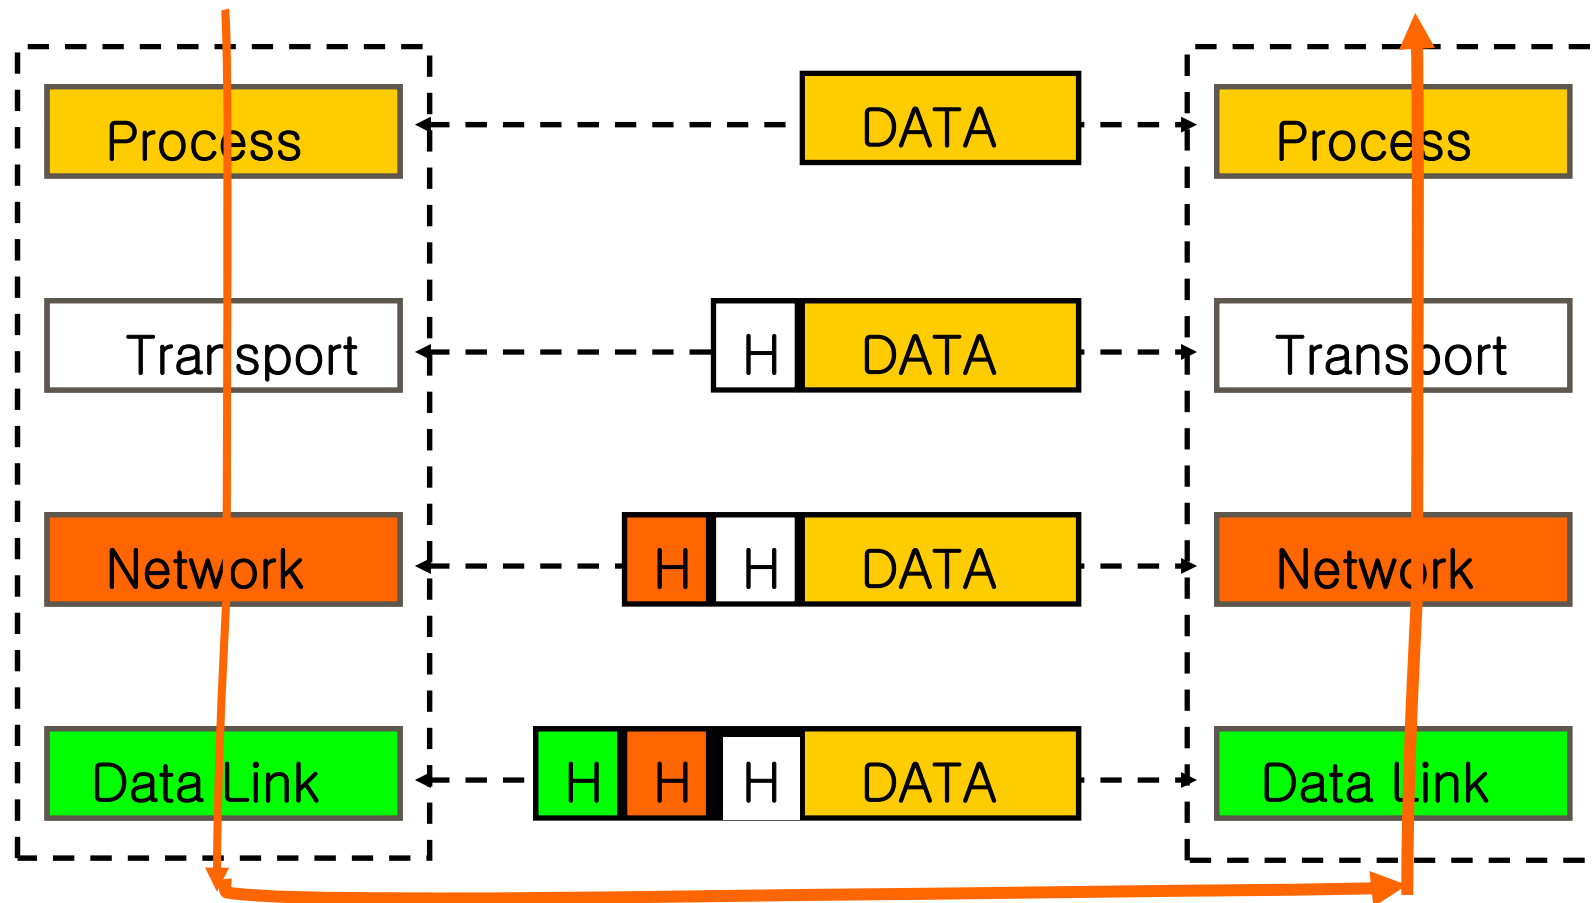 Process DATA Process
Transport H DATA Transport
Network H H DATA Network
Data Link H H H DATA Data Link